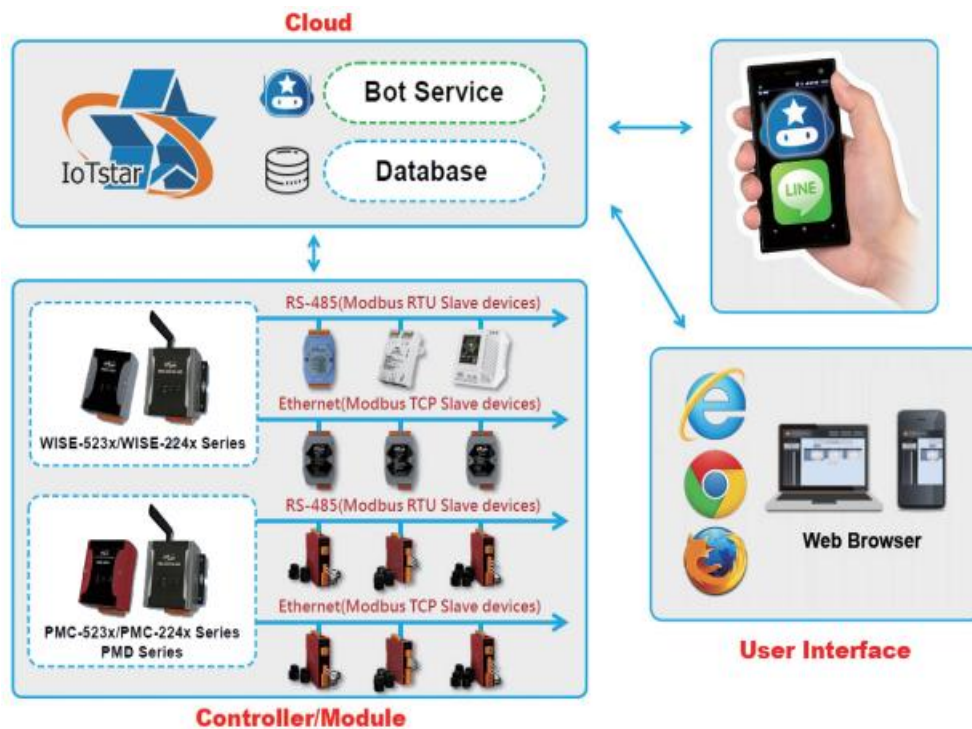 Cloud
IoTstar
Bot Service
Database
LINE
RS-485(Modbus RTU Slave devices)
Ethernet(Modbus TCP Slave devices)
WISE-523x/WISE-224x Series
RS-485(Modbus RTU Slave devices)
Ethernet(Modbus TCP Slave devices)
PMC-523x/PMC-224x Series
PMD Series
Controller/Module
Web Browser
User Interface